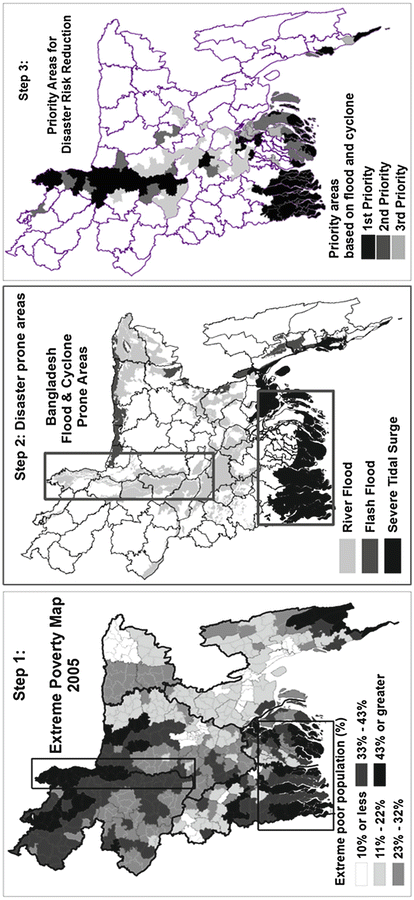 Step 1:
Extreme Poverty Map
2005
Extreme poor population (%)
10% or less
11% - 22%
23% - 32%
33% - 43%
43% or greater
Step 2: Disaster prone areas
Bangladesh
Flood & Cyclone
Prone Areas
River Flood
Flash Flood
Severe Tidal Surge
Step 3:
Priority Areas for
Disaster Risk Reduction
Priority areas
based on flood and cyclone
1st Priority
2nd Priority
3rd Priority